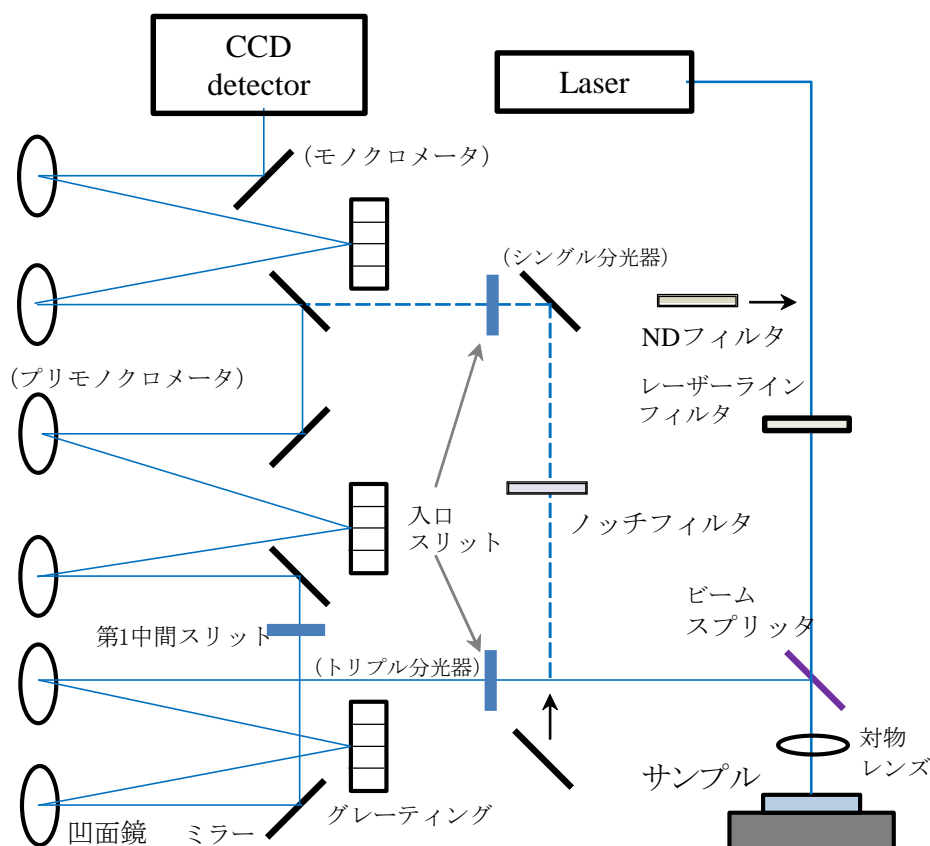 CCD
detector
Laser
(モノクロメータ)
(シングル分光器)
NDフィルタ
(プリモノクロメータ)
レーザーライン
フィルタ
入口
スリット
ノッチフィルタ
ビーム
スプリッタ
第1中間スリット
(トリプル分光器)
対物
レンズ
サンプル
グレーティング
凹面鏡
ミラー